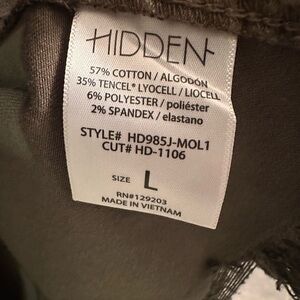 HIDDEN
57% COTTON / ALGODÓN
35% TENCEL® LYOCELL / LIOCELL
6% POLYESTER / poliéster
2% SPANDEX / elastano
STYLE# HD985J-MOL1
CUT# HD-1106
SIZE L
RN#129203
MADE IN VIETNAM